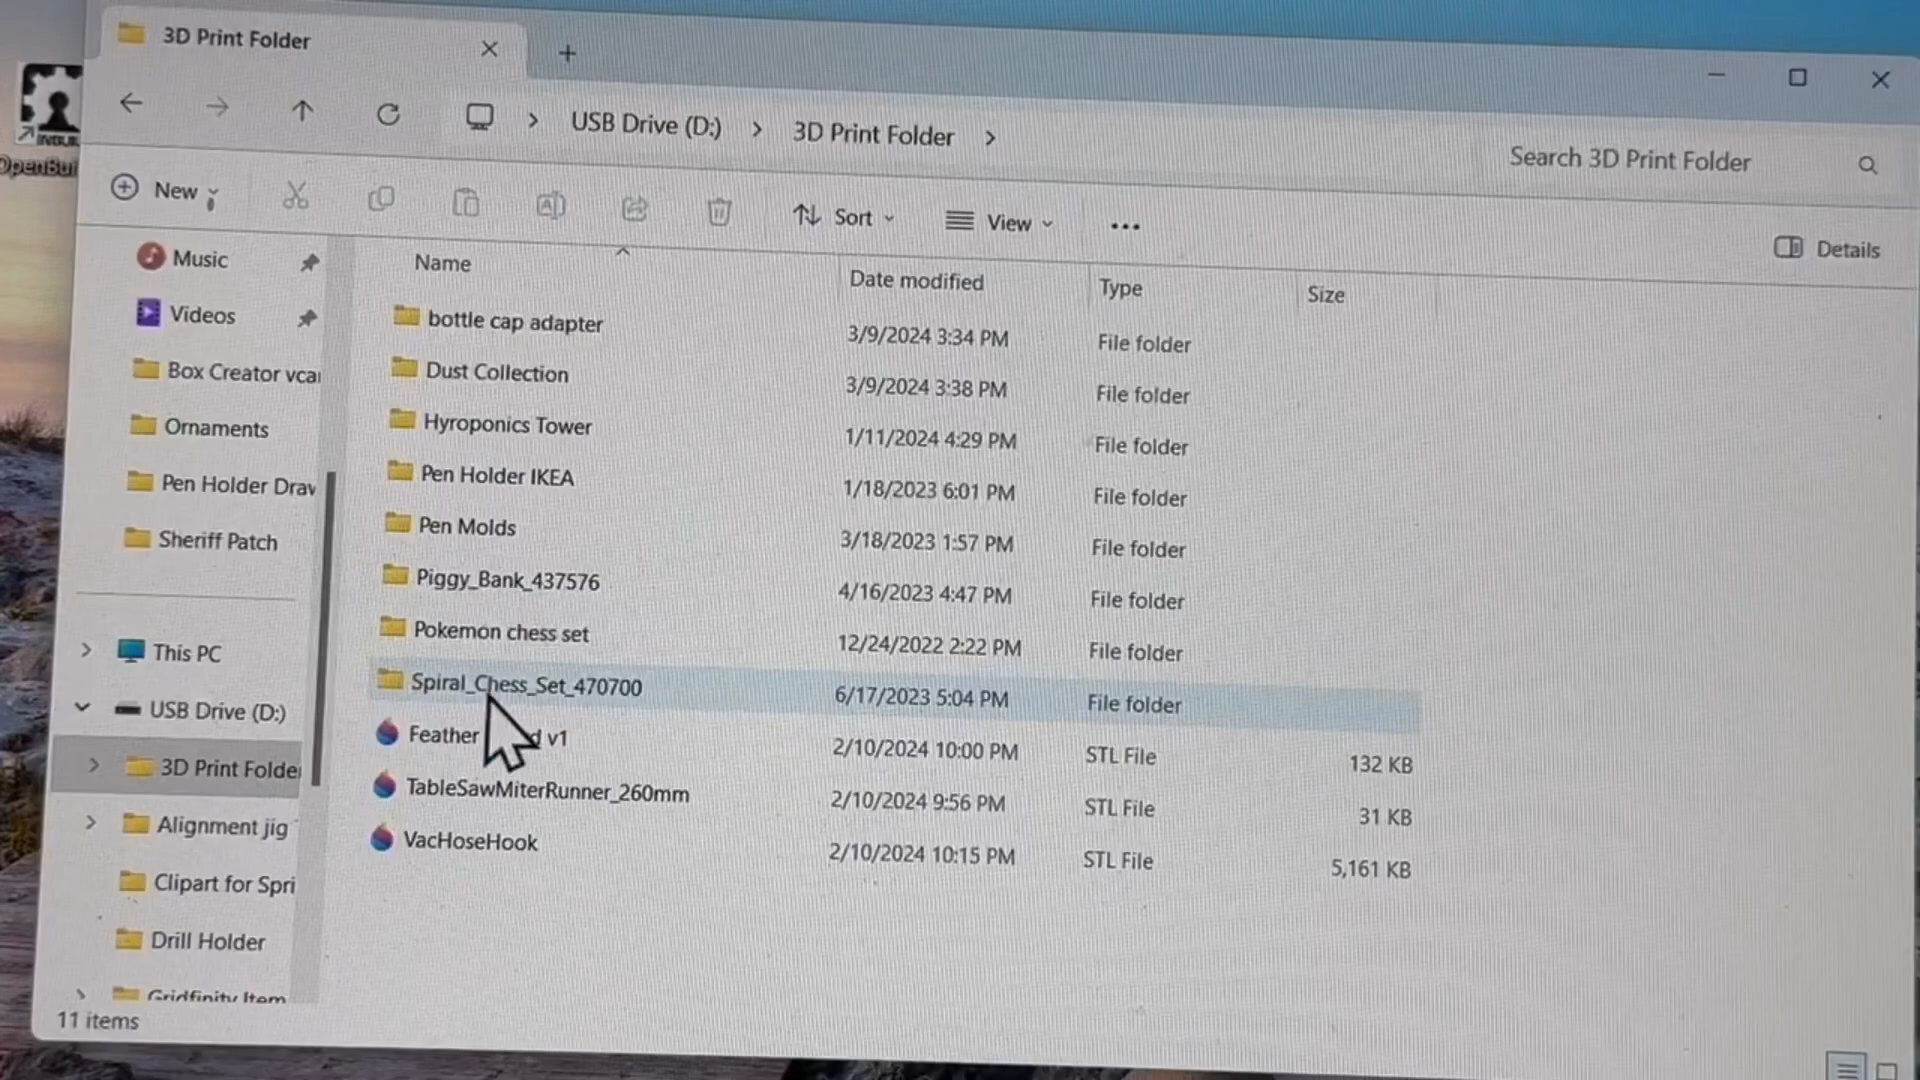 3D Print Folder
USB Drive (D:) 3D Print Folder
Search 3D Print Folder
New
Sort
View
Details
Music
Videos
Box Creator vcar
Ornaments
Pen Holder Draw
Sheriff Patch
This PC
USB Drive (D:)
3D Print Folder
Alignment jig
Clipart for Spri
Drill Holder
Gridfinity Item
11 items
Name Date modified Type Size
bottle cap adapter 3/9/2024 3:34 PM File folder
Dust Collection 3/9/2024 3:38 PM File folder
Hyroponics Tower 1/11/2024 4:29 PM File folder
Pen Holder IKEA 1/18/2023 6:01 PM File folder
Pen Molds 3/18/2023 1:57 PM File folder
Piggy_Bank_437576 4/16/2023 4:47 PM File folder
Pokemon chess set 12/24/2022 2:22 PM File folder
Spiral_Chess_Set_470700 6/17/2023 5:04 PM File folder
Feather v1 2/10/2024 10:00 PM STL File 132 KB
TableSawMiterRunner_260mm 2/10/2024 9:56 PM STL File 31 KB
VacHoseHook 2/10/2024 10:15 PM STL File 5,161 KB
OpenBui